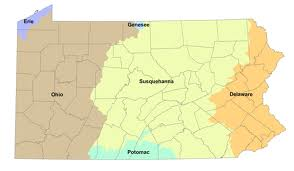 Erie
Genesee
Susquehanna
Ohio
Delaware
Potomac